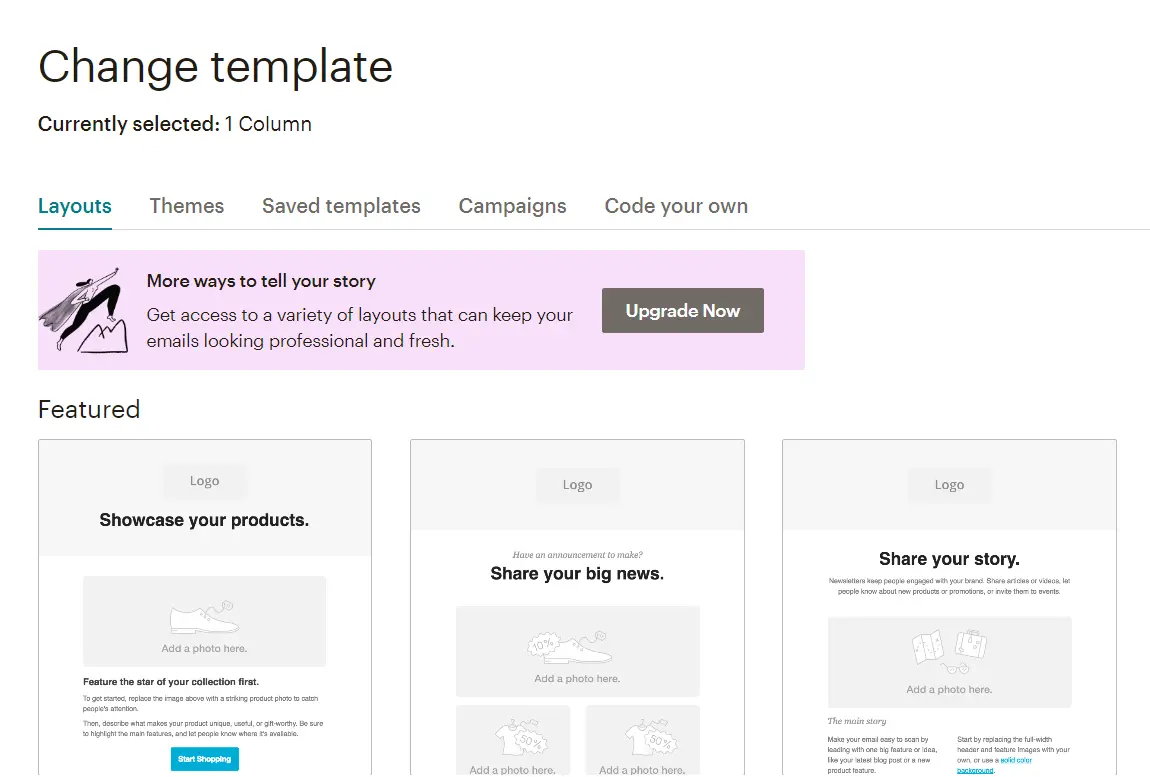 Change template
Currently selected: 1 Column
Layouts Themes Saved templates Campaigns Code your own
More ways to tell your story
Get access to a variety of layouts that can keep your
emails looking professional and fresh.
Upgrade Now
Featured
Logo
Showcase your products.
Add a photo here.
Feature the star of your collection first.
To get started, replace the image above with a striking product photo to catch
people's attention.
Then, describe what makes your product unique, useful, or gift-worthy. Be sure
to highlight the main features, and let people know where it's available.
Start Shopping
Logo
Have an announcement to make?
Share your big news.
10%
Add a photo here.
50%
Add a photo here.
50%
Add a photo here.
Logo
Share your story.
Newsletters keep people engaged with your brand. Share articles or videos, let
people know about new products or promotions, or invite them to events.
Add a photo here.
The main story
Make your email easy to scan by
leading with one big feature or idea,
like your latest blog post or a new
product feature.
Start by replacing the full-width
header and feature images with your
own, or use a solid color
background.